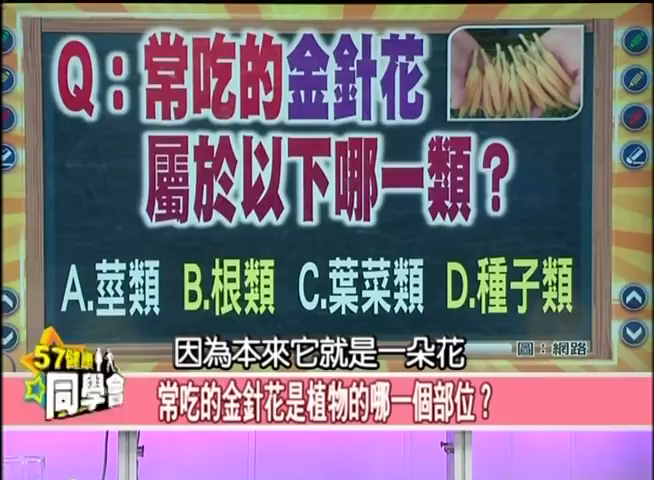 Q：常吃的金針花
屬於以下哪一類？
A.莖類 B.根類 C.葉菜類 D.種子類
圖：網路
因為本來它就是一朵花
57健康
同學會
常吃的金針花是植物的哪一個部位？